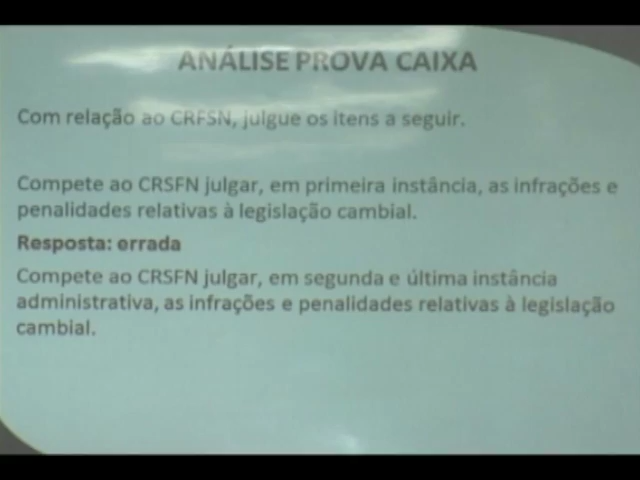 ANÁLISE PROVA CAIXA
Com relação ao CRFSN, julgue os itens a seguir.
Compete ao CRSFN julgar, em primeira instância, as infrações e
penalidades relativas à legislação cambial.
Resposta: errada
Compete ao CRSFN julgar, em segunda e última instância
administrativa, as infrações e penalidades relativas à legislação
cambial.